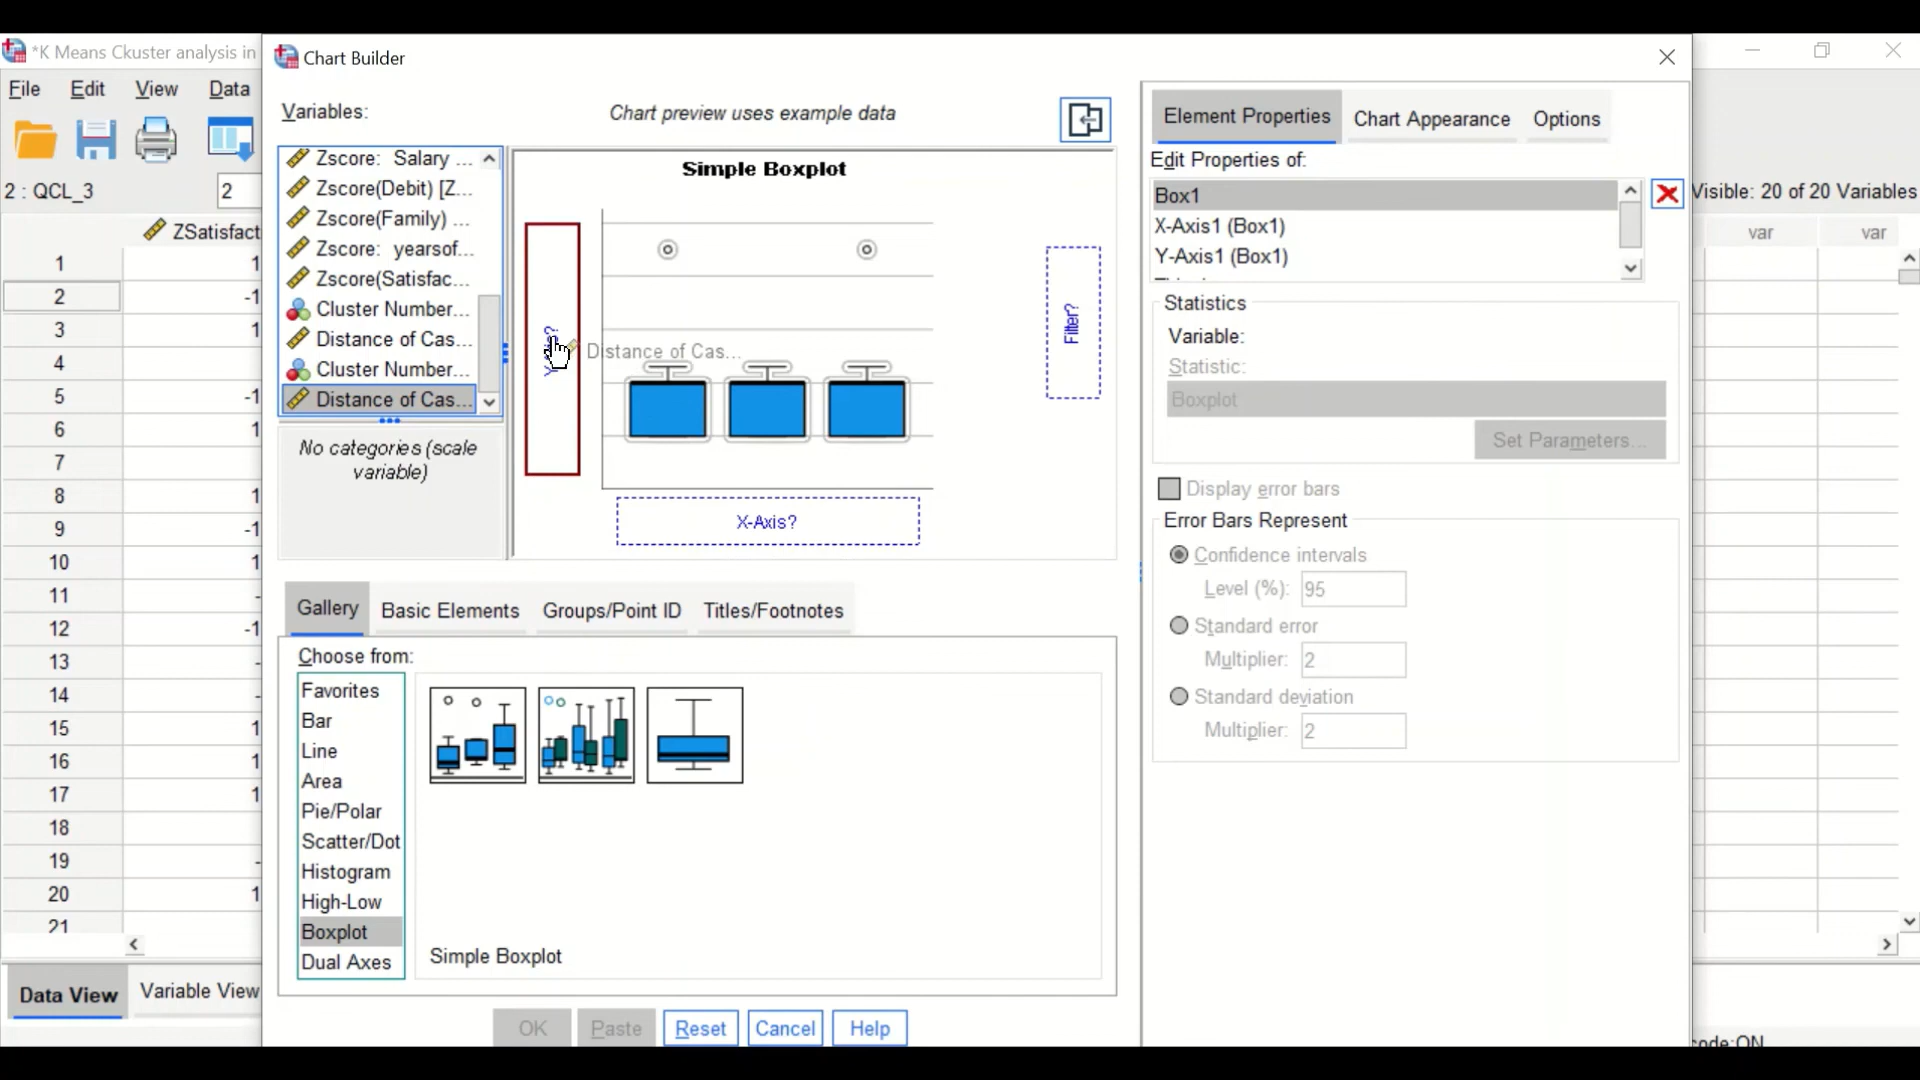 *K Means Ckuster analysis in
File Edit View Data
2 : QCL_3
2
Visible: 20 of 20 Variables
ZSatisfact
var
var
1
1
2
-1
3
1
4
5
-1
6
1
7
8
1
9
-1
10
1
11
-
12
-1
13
-
14
-
15
1
16
1
17
1
18
19
-
20
1
21
Data View
Variable View
Chart Builder
Variables:
Chart preview uses example data
Zscore: Salary ...
Zscore(Debit) [Z...
Zscore(Family) ...
Zscore: yearsof...
Zscore(Satisfac...
Cluster Number...
Distance of Cas...
Cluster Number...
Distance of Cas...
No categories (scale
variable)
Simple Boxplot
Distance of Cas...
X-Axis?
Filter?
Gallery
Basic Elements
Groups/Point ID
Titles/Footnotes
Choose from:
Favorites
Bar
Line
Area
Pie/Polar
Scatter/Dot
Histogram
High-Low
Boxplot
Dual Axes
Simple Boxplot
OK
Paste
Reset
Cancel
Help
Element Properties
Chart Appearance
Options
Edit Properties of:
Box1
X-Axis1 (Box1)
Y-Axis1 (Box1)
Statistics
Variable:
Statistic:
Boxplot
Set Parameters...
Display error bars
Error Bars Represent
Confidence intervals
Level (%): 95
Standard error
Multiplier: 2
Standard deviation
Multiplier: 2